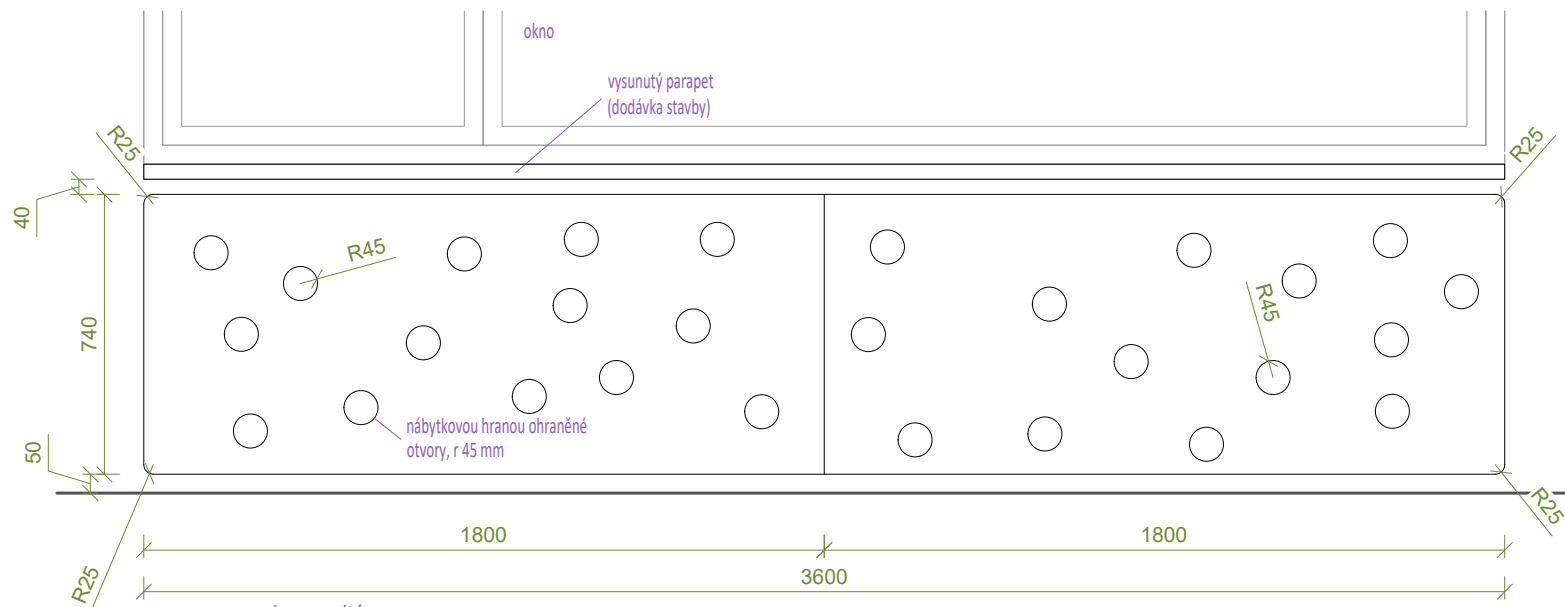 okno
vysunutý parapet
(dodávka stavby)
R25
R25
40
R45
740
R45
nábytkovou hranou ohraněné
otvory, r 45 mm
50
R25
R25
1800
1800
3600